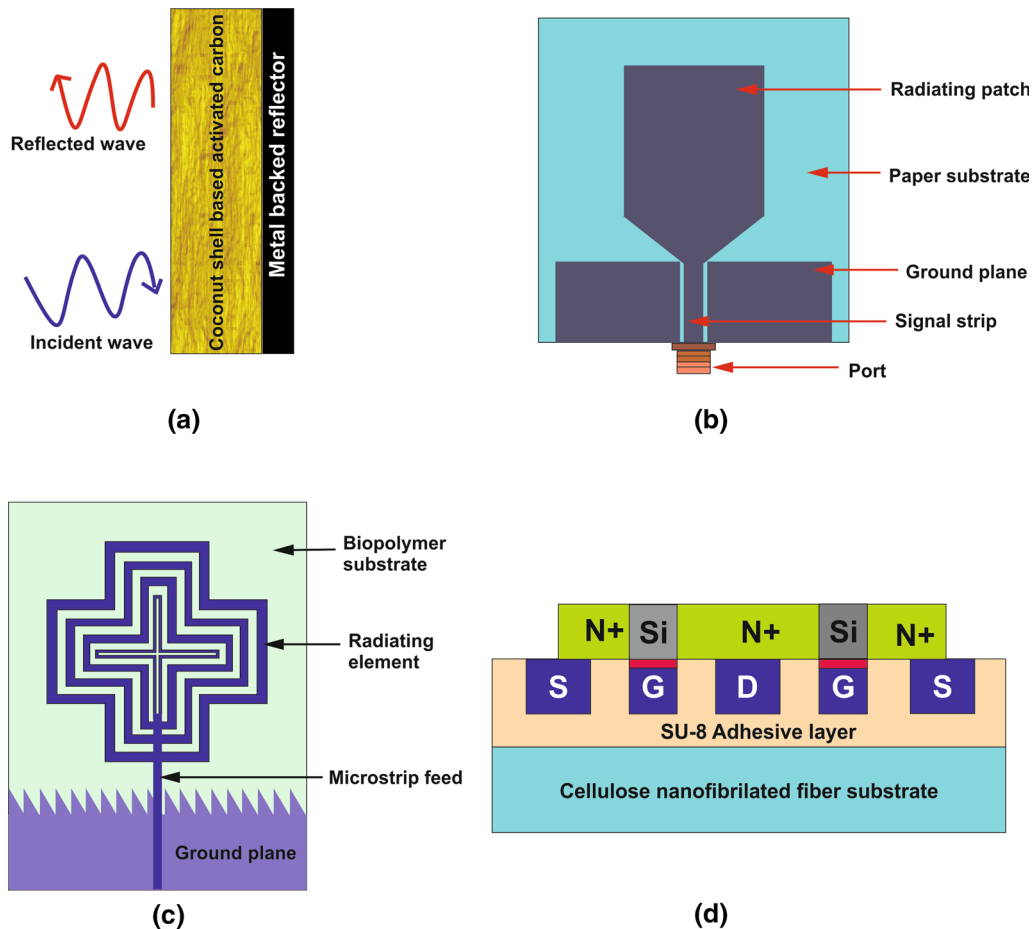 Reflected wave
Incident wave
Coconut shell based activated carbon
Metal backed reflector
(a)
Radiating patch
Paper substrate
Ground plane
Signal strip
Port
(b)
Biopolymer
substrate
Radiating
element
Microstrip feed
Ground plane
(c)
N+ Si N+ Si N+
S G D G S
SU-8 Adhesive layer
Cellulose nanofibrilated fiber substrate
(d)